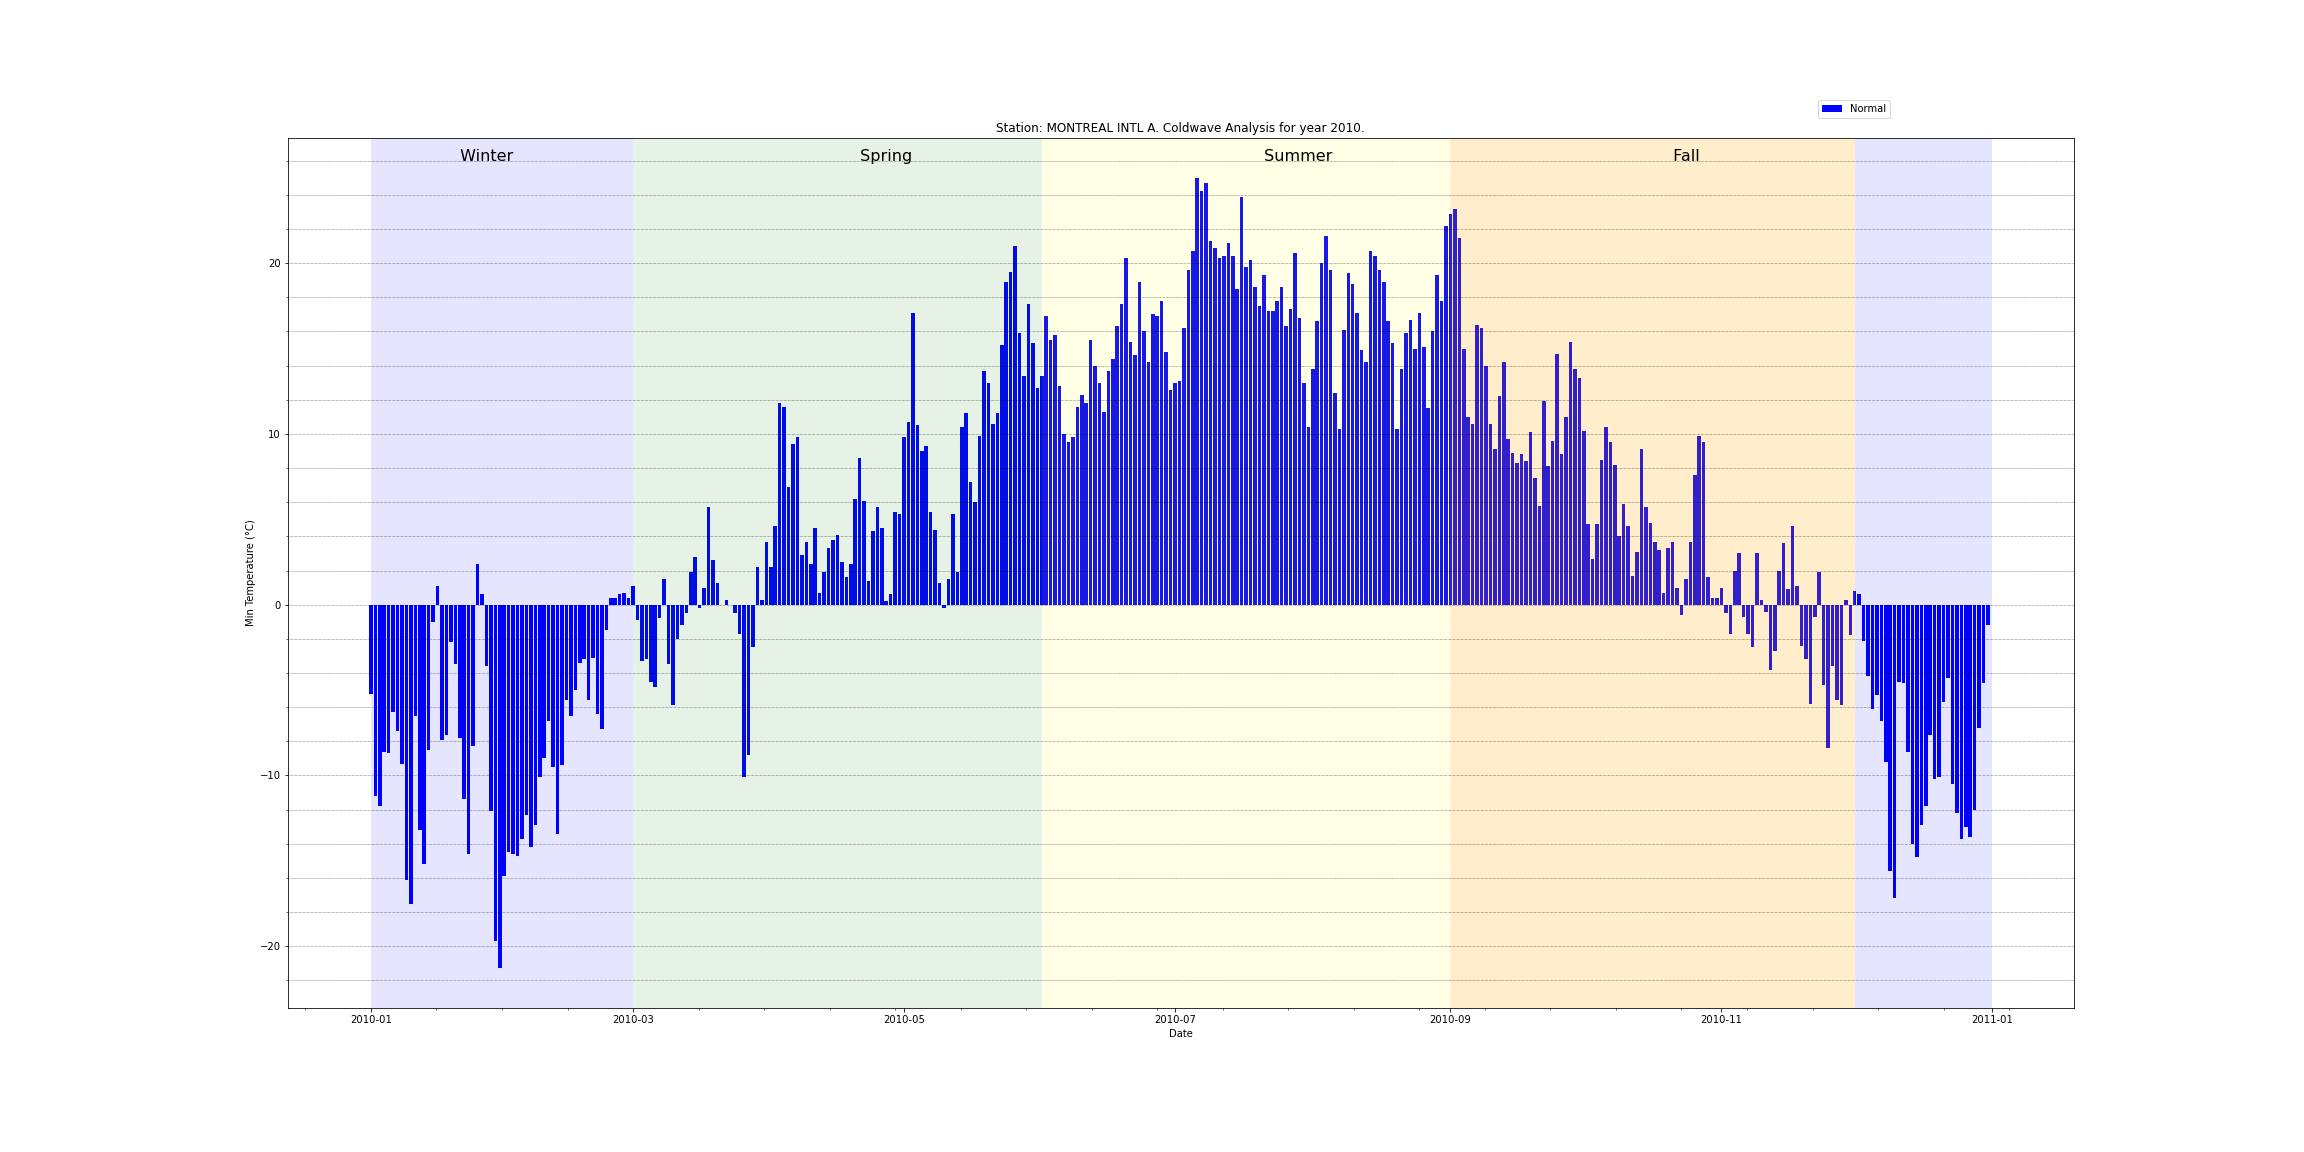 Normal
Station: MONTREAL INTL A. Coldwave Analysis for year 2010.
Winter Spring Summer Fall
20
10
0
−10
−20
Min Temperature (°C)
2010-01 2010-03 2010-05 2010-07 2010-09 2010-11 2011-01
Date